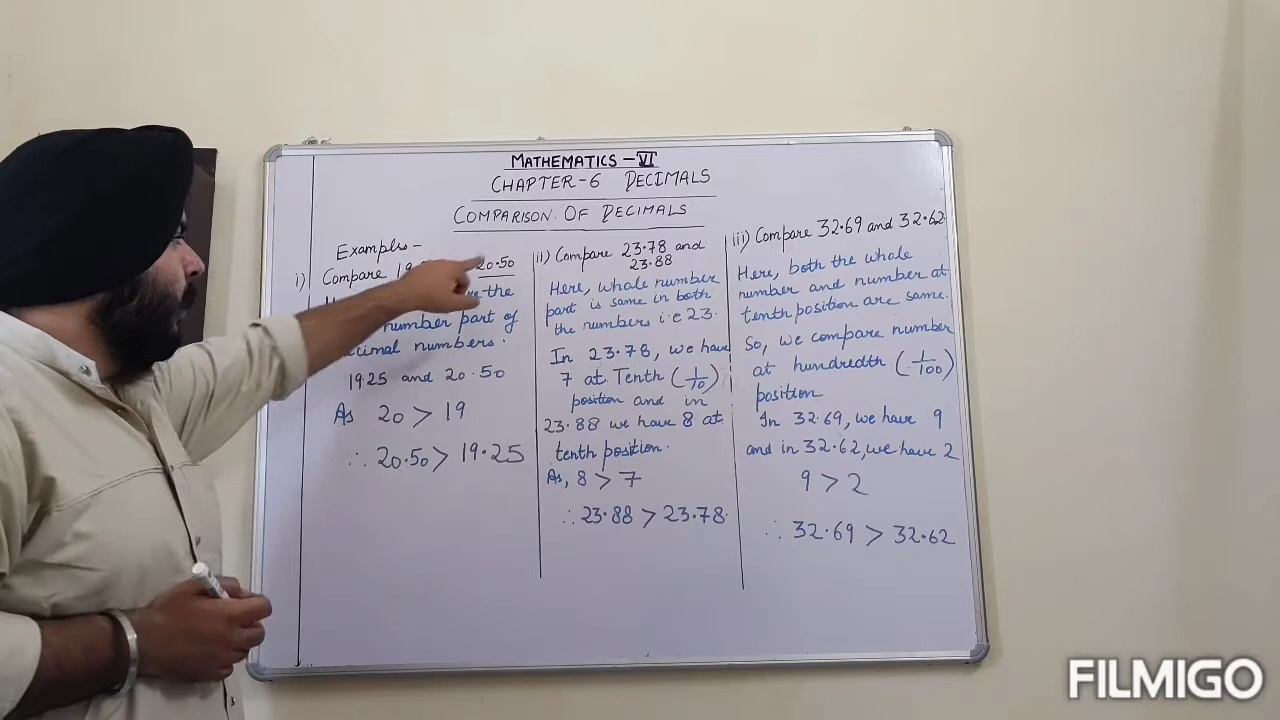 MATHEMATICS - VI
CHAPTER-6 DECIMALS
COMPARISON OF DECIMALS
Examples -
i) Compare 19. 20.50
the
number part of
decimal numbers.
19.25 and 20.50
As 20 > 19
∴ 20.50 > 19.25
ii) Compare 23.78 and
23.88
Here, whole number
part is same in both
the numbers i.e 23.
In 23.78, we have
7 at Tenth (1/10)
position and in
23.88 we have 8 at
tenth position.
As, 8 > 7
∴ 23.88 > 23.78.
iii) Compare 32.69 and 32.62
Here, both the whole
number and number at
tenth position are same.
So, we compare number
at hundredth (1/100)
position
In 32.69, we have 9
and in 32.62, we have 2
9 > 2
∴ 32.69 > 32.62
FILMIGO